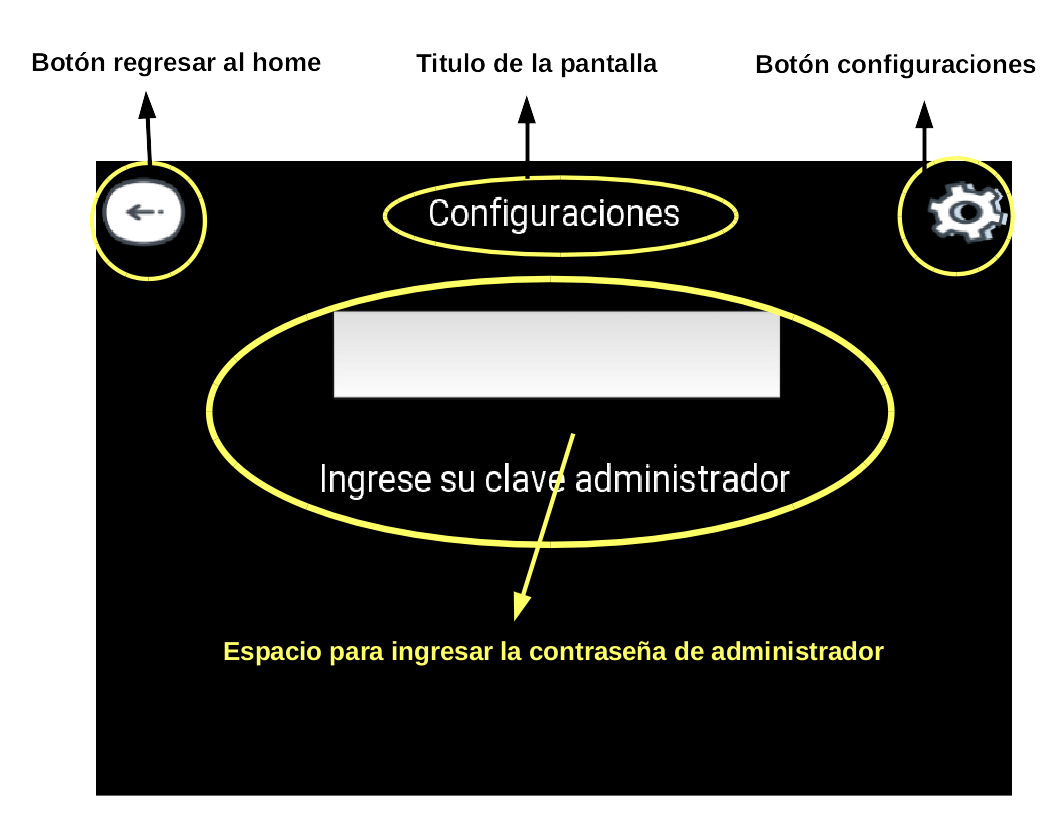 Botón regresar al home
Titulo de la pantalla
Botón configuraciones
Configuraciones
Ingrese su clave administrador
Espacio para ingresar la contraseña de administrador